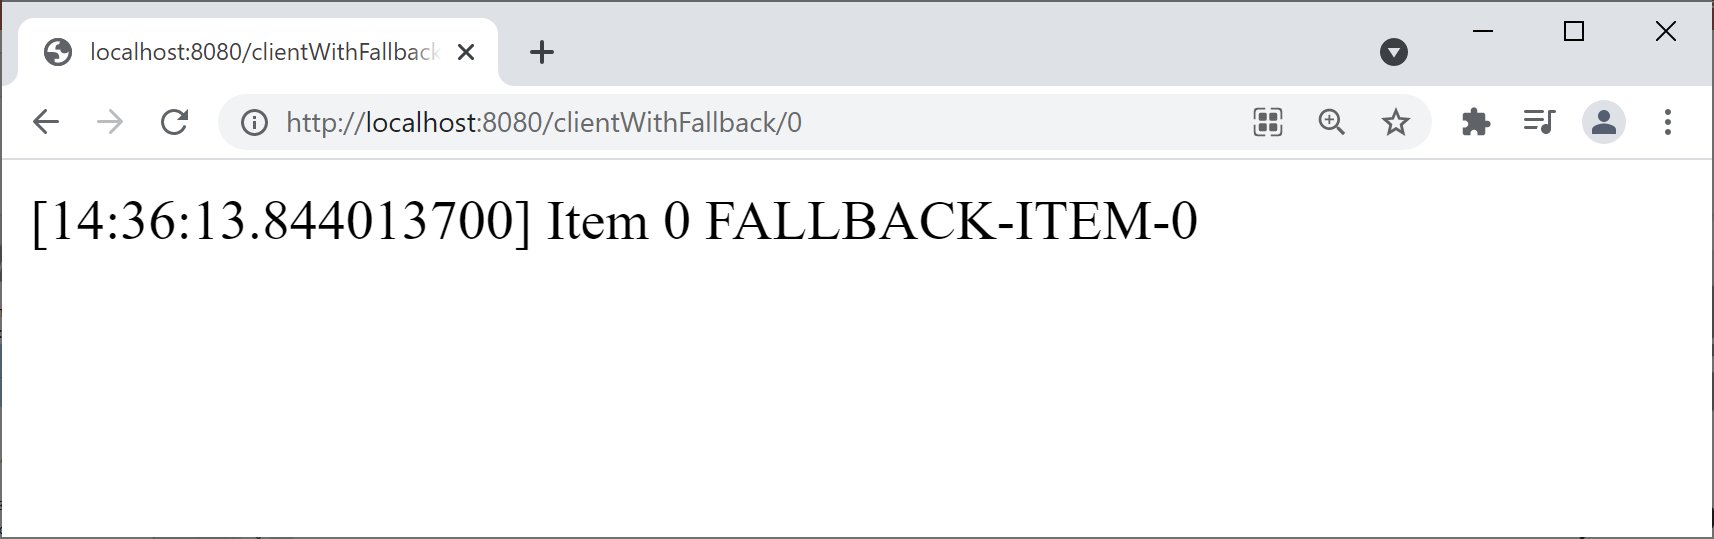 localhost:8080/clientWithFallback
http://localhost:8080/clientWithFallback/0
[14:36:13.844013700] Item 0 FALLBACK-ITEM-0